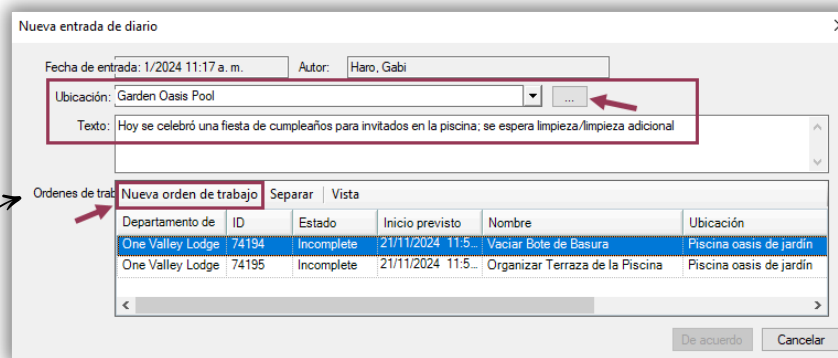 Nueva entrada de diario
Fecha de entrada: 1/2024 11:17 a. m. Autor: Haro, Gabi
Ubicación: Garden Oasis Pool ...
Texto: Hoy se celebró una fiesta de cumpleaños para invitados en la piscina; se espera limpieza/limpieza adicional
Ordenes de trab Nueva orden de trabajo Separar Vista
Departamento de ID Estado Inicio previsto Nombre Ubicación
One Valley Lodge 74194 Incomplete 21/11/2024 11:5... Vaciar Bote de Basura Piscina oasis de jardín
One Valley Lodge 74195 Incomplete 21/11/2024 11:5... Organizar Terraza de la Piscina Piscina oasis de jardín
De acuerdo Cancelar